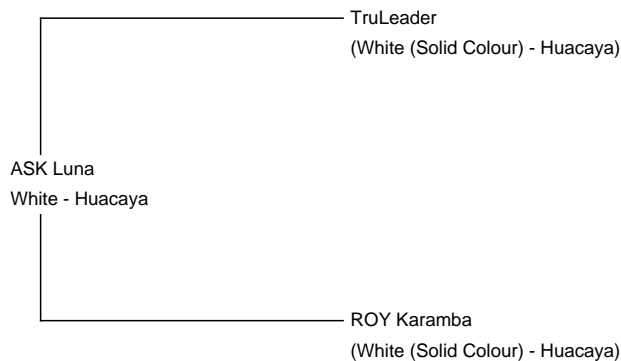 TruLeader
(White (Solid Colour) - Huacaya)
ASK Luna
White - Huacaya
ROY Karamba
(White (Solid Colour) - Huacaya)